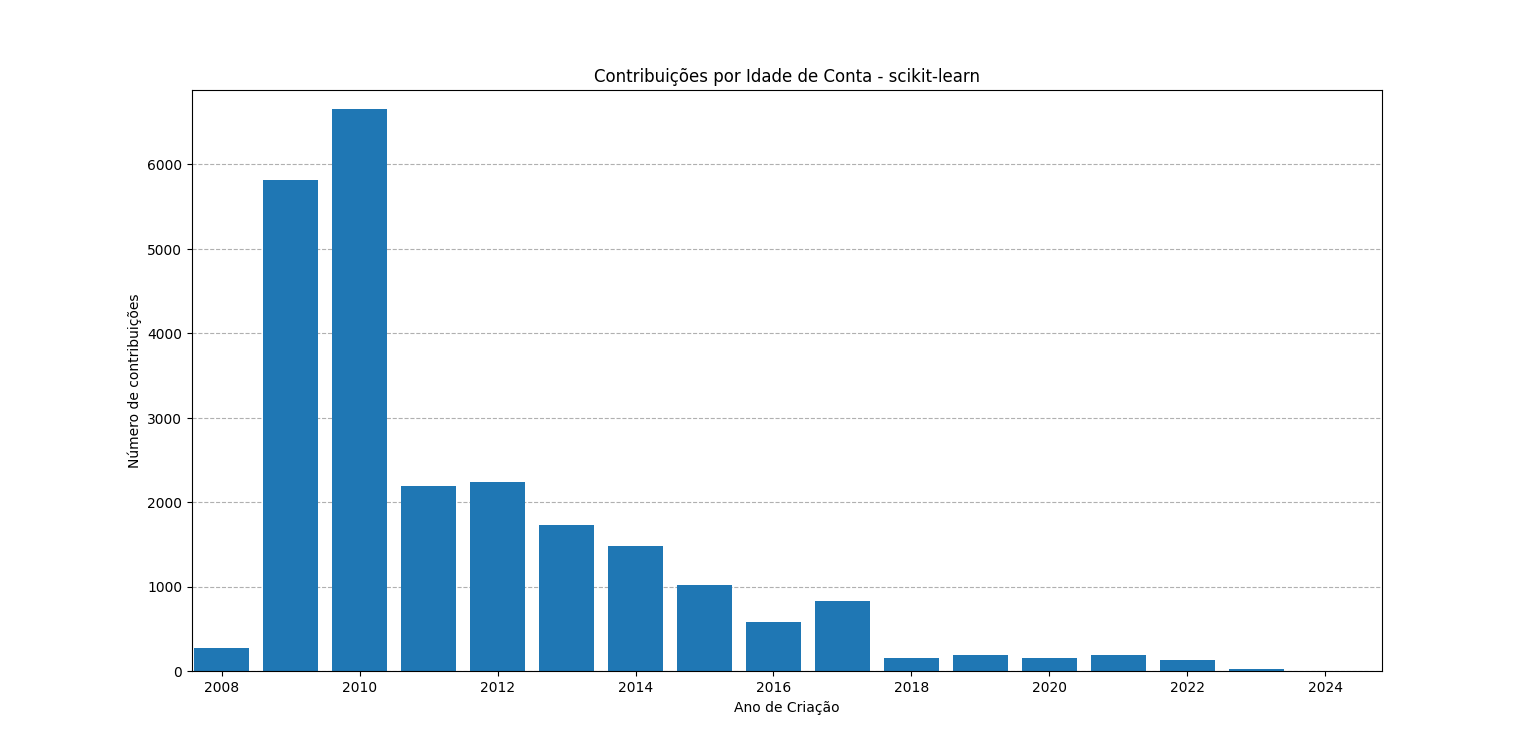 Contribuições por Idade de Conta - scikit-learn
6000
5000
4000
3000
2000
1000
0
Número de contribuições
2008 2010 2012 2014 2016 2018 2020 2022 2024
Ano de Criação